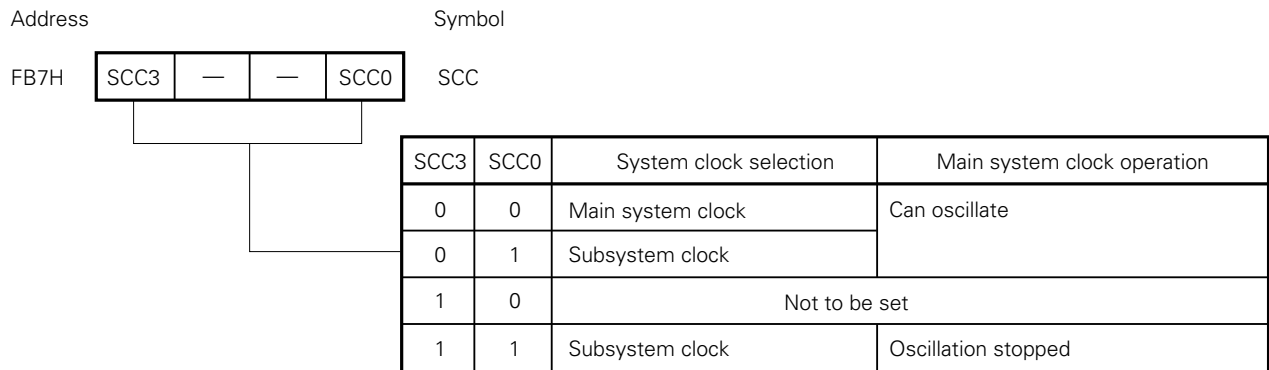 Address Symbol
FB7H SCC3 — — SCC0 SCC
SCC3 SCC0 System clock selection Main system clock operation
0 0 Main system clock Can oscillate
0 1 Subsystem clock
1 0 Not to be set
1 1 Subsystem clock Oscillation stopped